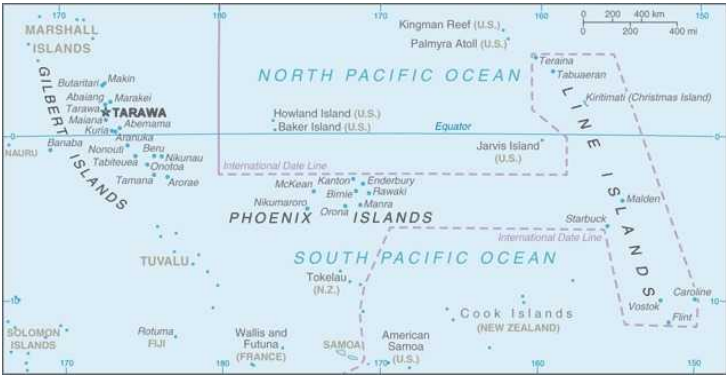 170
180
170
160
0 200 400 km
0 200 400 mi
MARSHALL
ISLANDS
Kingman Reef (U.S.)
Palmyra Atoll (U.S.)
NORTH PACIFIC OCEAN
Teraina
Tabuaeran
Kiritimati (Christmas Island)
GILBERT ISLANDS
Butaritari
Makin
Abaiang
Marakei
Tarawa
TARAWA
Maiana
Abemama
Kuria
Aranuka
Howland Island (U.S.)
Baker Island (U.S.)
Equator
0
0
NAURU
Banaba
Nonouti
Beru
Nikunau
Tabiteuea
Onotoa
Tamana
Arorae
Jarvis Island
(U.S.)
LINE ISLANDS
International Date Line
McKean
Kanton
Enderbury
Birnie
Rawaki
Nikumaroro
Orona
Manra
PHOENIX ISLANDS
Malden
Starbuck
International Date Line
SOUTH PACIFIC OCEAN
TUVALU
Tokelau
(N.Z.)
Vostok
Caroline
Flint
10
10
Cook Islands
(NEW ZEALAND)
SOLOMON
ISLANDS
Rotuma
FIJI
Wallis and
Futuna
(FRANCE)
SAMOA
American
Samoa
(U.S.)
170
180
170
160